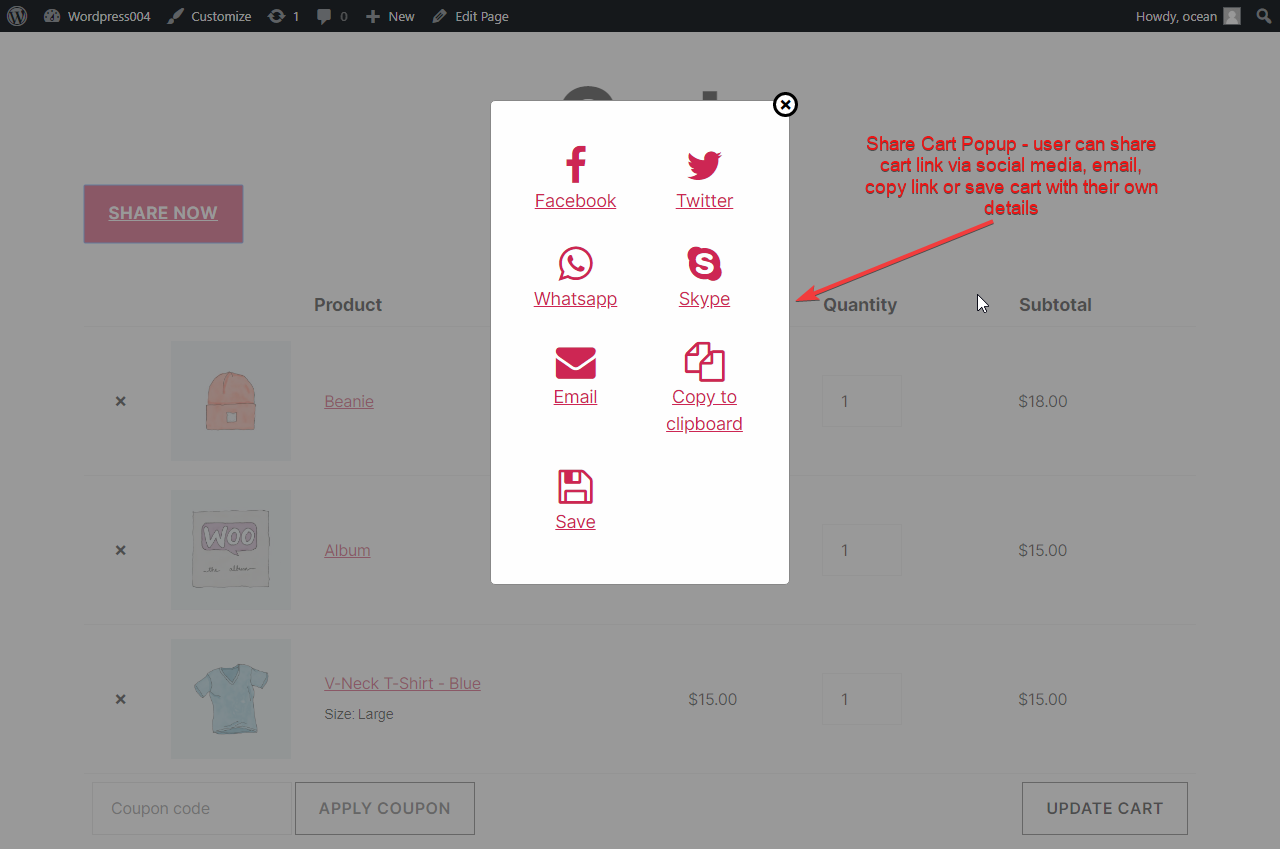 Wordpress004 Customize 1 0 New Edit Page Howdy, ocean
Share Cart Popup - user can share
cart link via social media, email,
copy link or save cart with their own
details
SHARE NOW
Facebook Twitter
Whatsapp Skype
Email Copy to
clipboard
Save
Product Quantity Subtotal
× Beanie 1 $18.00
WOO
the album
× Album 1 $15.00
× V-Neck T-Shirt - Blue $15.00 1 $15.00
Size: Large
Coupon code APPLY COUPON UPDATE CART